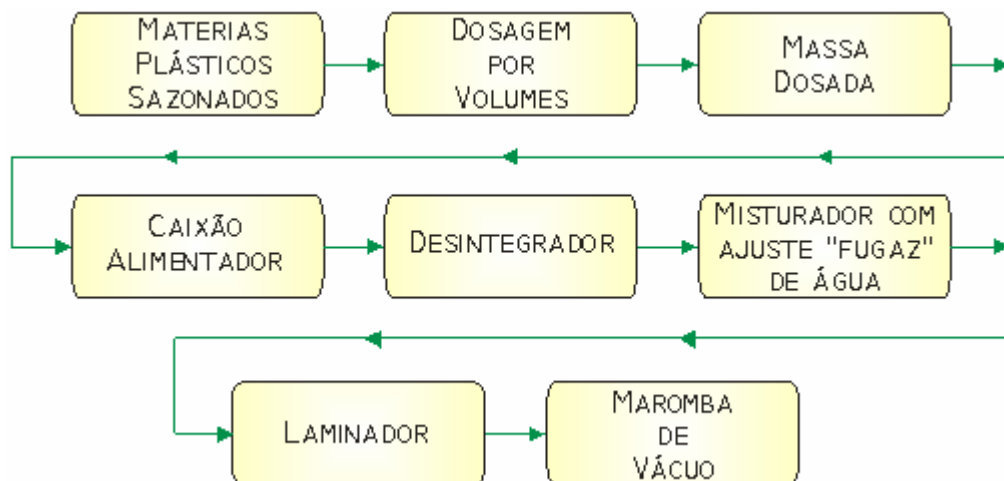 MATERIAS
PLÁSTICOS
SAZONADOS
DOSAGEM
POR
VOLUMES
MASSA
DOSADA
CAIXÃO
ALIMENTADOR
DESINTEGRADOR
MISTURADOR COM
AJUSTE "FUGAZ"
DE ÁGUA
LAMINADOR
MAROMBA
DE
VÁCUO